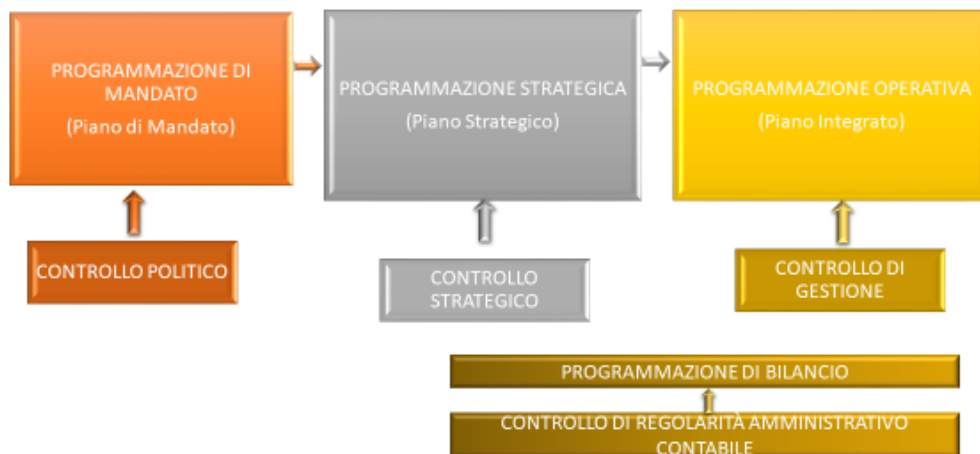 PROGRAMMAZIONE DI
MANDATO
(Piano di Mandato)
PROGRAMMAZIONE STRATEGICA
(Piano Strategico)
PROGRAMMAZIONE OPERATIVA
(Piano Integrato)
CONTROLLO POLITICO
CONTROLLO
STRATEGICO
CONTROLLO DI
GESTIONE
PROGRAMMAZIONE DI BILANCIO
CONTROLLO DI REGOLARITÀ AMMINISTRATIVO
CONTABILE